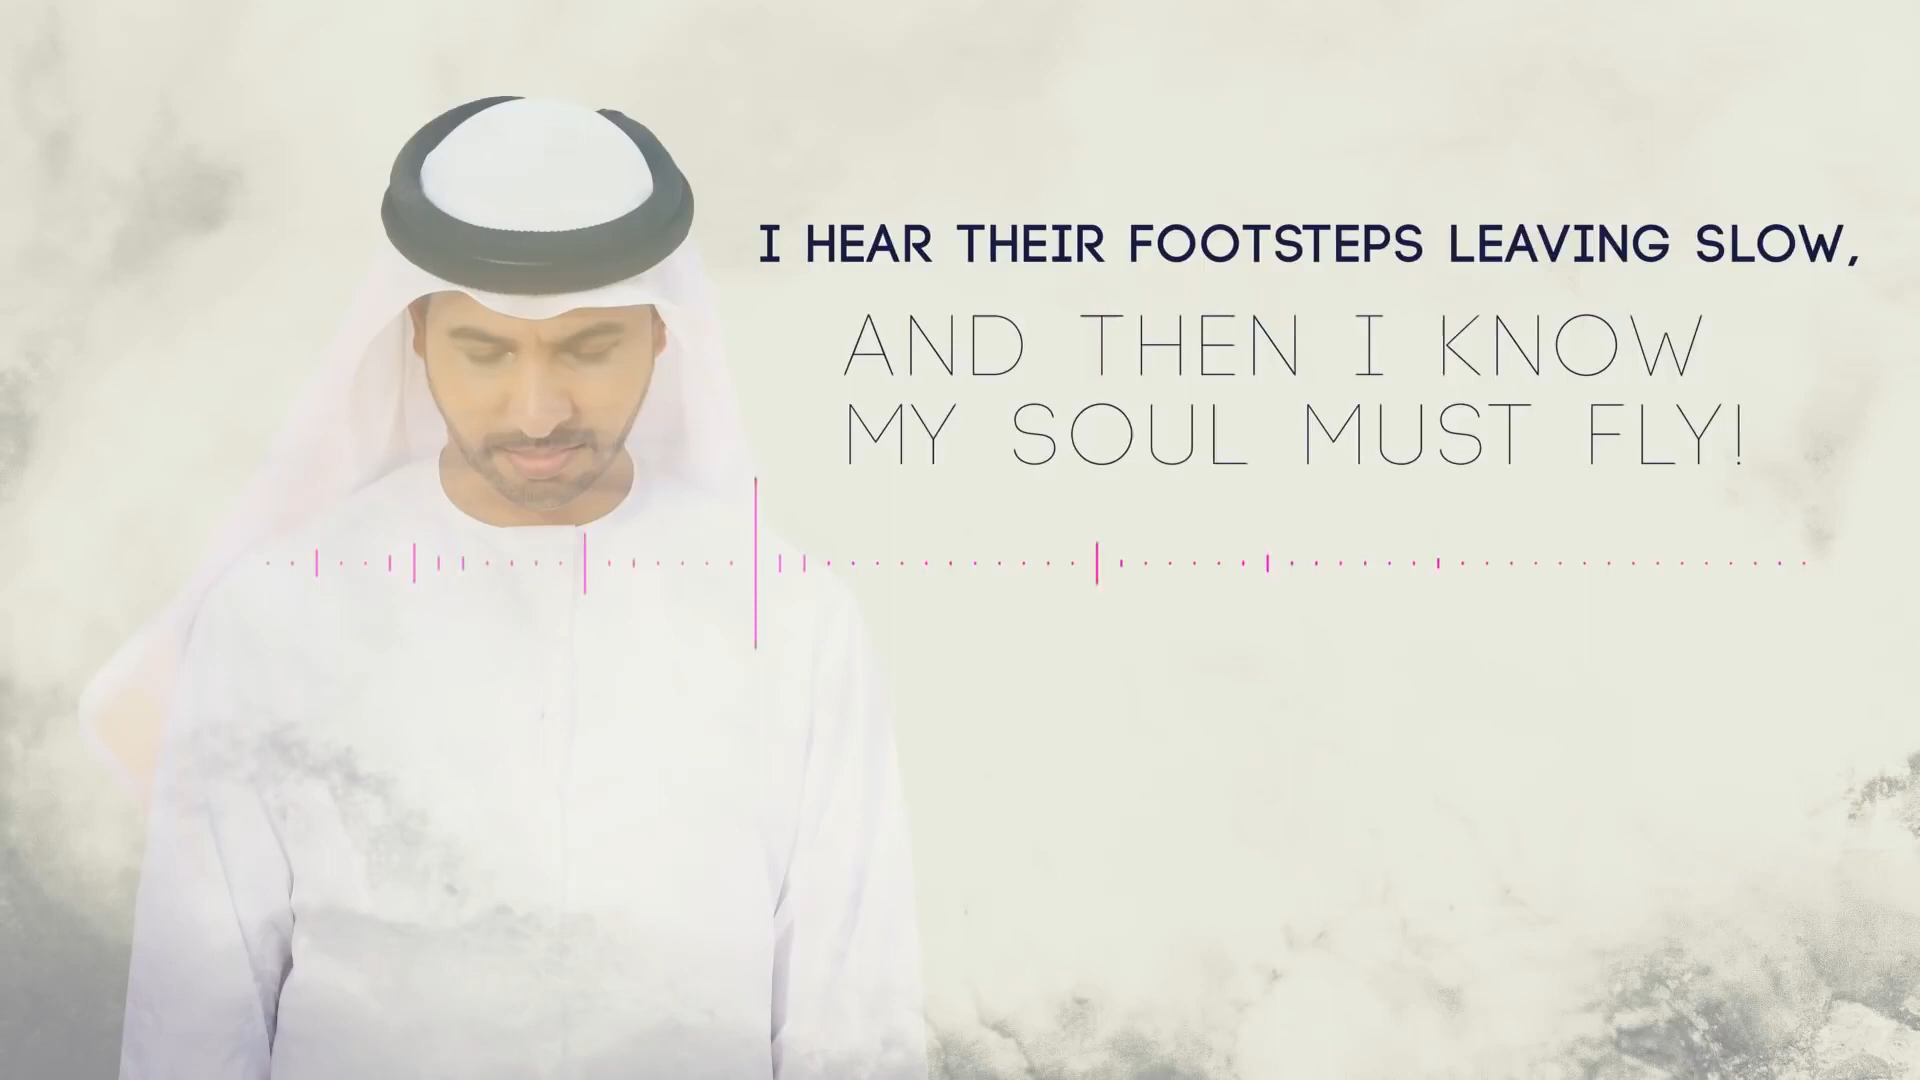 I HEAR THEIR FOOTSTEPS LEAVING SLOW,
AND THEN I KNOW
MY SOUL MUST FLY!